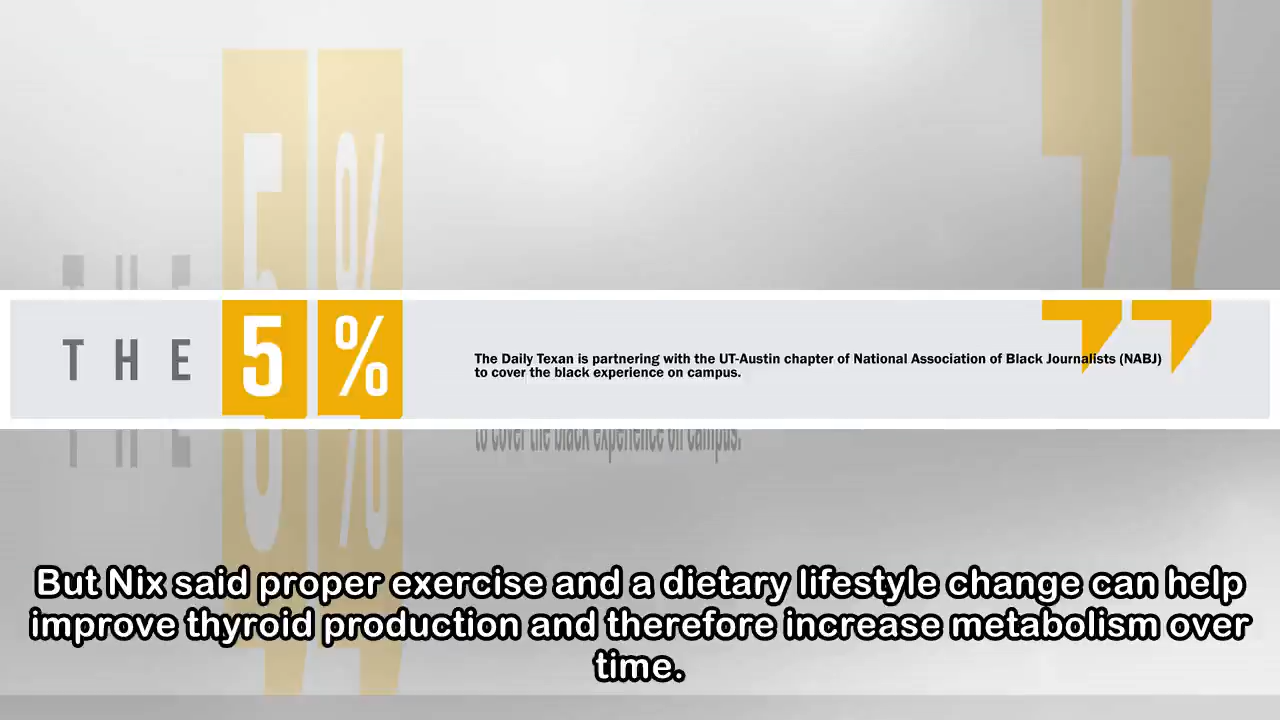 THE 5%
The Daily Texan is partnering with the UT-Austin chapter of National Association of Black Journalists (NABJ)
to cover the black experience on campus.
to cover the black experience on campus.
But Nix said proper exercise and a dietary lifestyle change can help
improve thyroid production and therefore increase metabolism over
time.